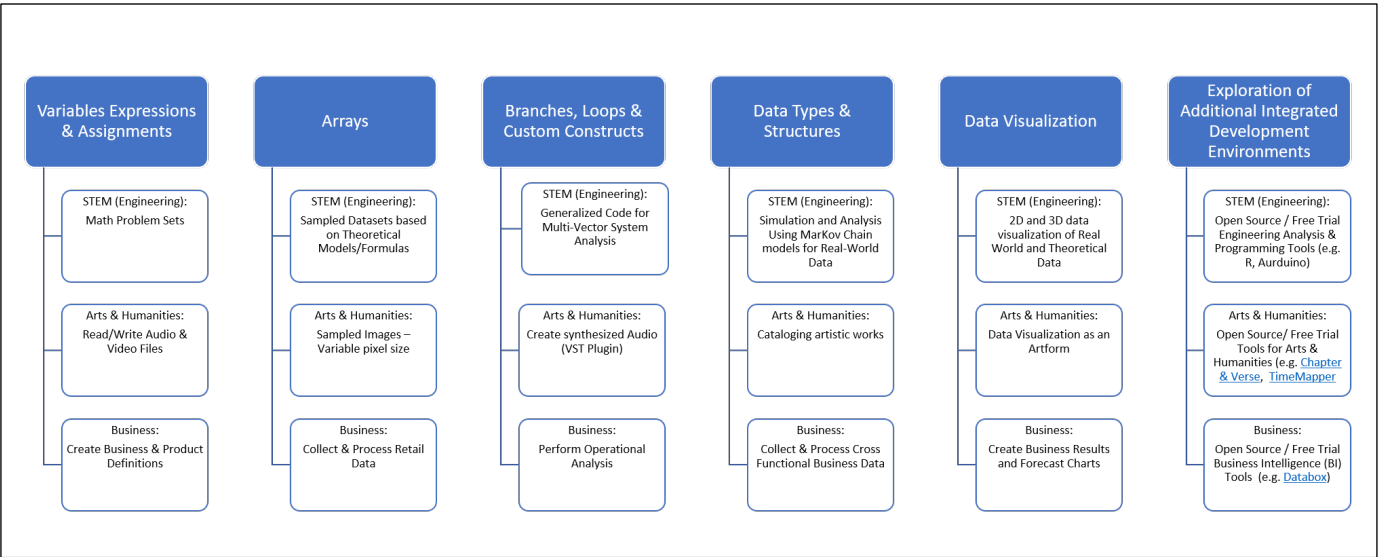 Variables Expressions
& Assignments
STEM (Engineering):
Math Problem Sets
Arts & Humanities:
Read/Write Audio &
Video Files
Business:
Create Business & Product
Definitions
Arrays
STEM (Engineering):
Sampled Datasets based
on Theoretical
Models/Formulas
Arts & Humanities:
Sampled Images –
Variable pixel size
Business:
Collect & Process Retail
Data
Branches, Loops &
Custom Constructs
STEM (Engineering):
Generalized Code for
Multi-Vector System
Analysis
Arts & Humanities:
Create synthesized Audio
(VST Plugin)
Business:
Perform Operational
Analysis
Data Types &
Structures
STEM (Engineering):
Simulation and Analysis
Using MarKov Chain
models for Real-World
Data
Arts & Humanities:
Cataloging artistic works
Business:
Collect & Process Cross
Functional Business Data
Data Visualization
STEM (Engineering):
2D and 3D data
visualization of Real
World and Theoretical
Data
Arts & Humanities:
Data Visualization as an
Artform
Business:
Create Business Results
and Forecast Charts
Exploration of
Additional Integrated
Development
Environments
STEM (Engineering):
Open Source / Free Trial
Engineering Analysis &
Programming Tools (e.g.
R, Aurduino)
Arts & Humanities:
Open Source/ Free Trial
Tools for Arts &
Humanities (e.g. Chapter
& Verse, TimeMapper
Business:
Open Source / Free Trial
Business Intelligence (BI)
Tools (e.g. Databox)